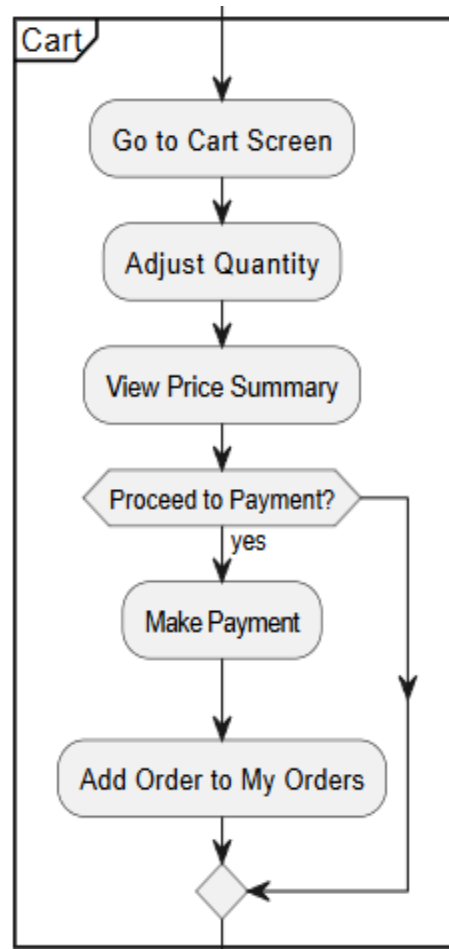 Cart
Go to Cart Screen
Adjust Quantity
View Price Summary
Proceed to Payment?
yes
Make Payment
Add Order to My Orders